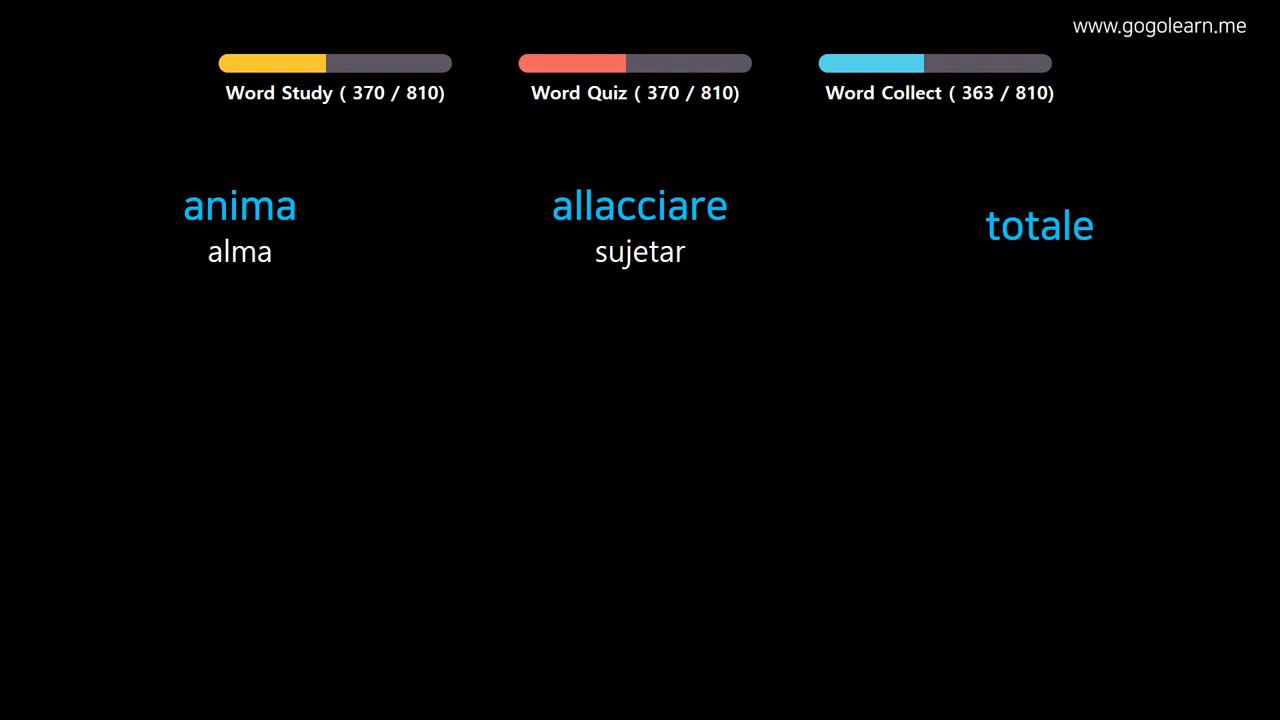 www.gogolearn.me
Word Study ( 370 / 810)
Word Quiz ( 370 / 810)
Word Collect ( 363 / 810)
anima
alma
allacciare
sujetar
totale